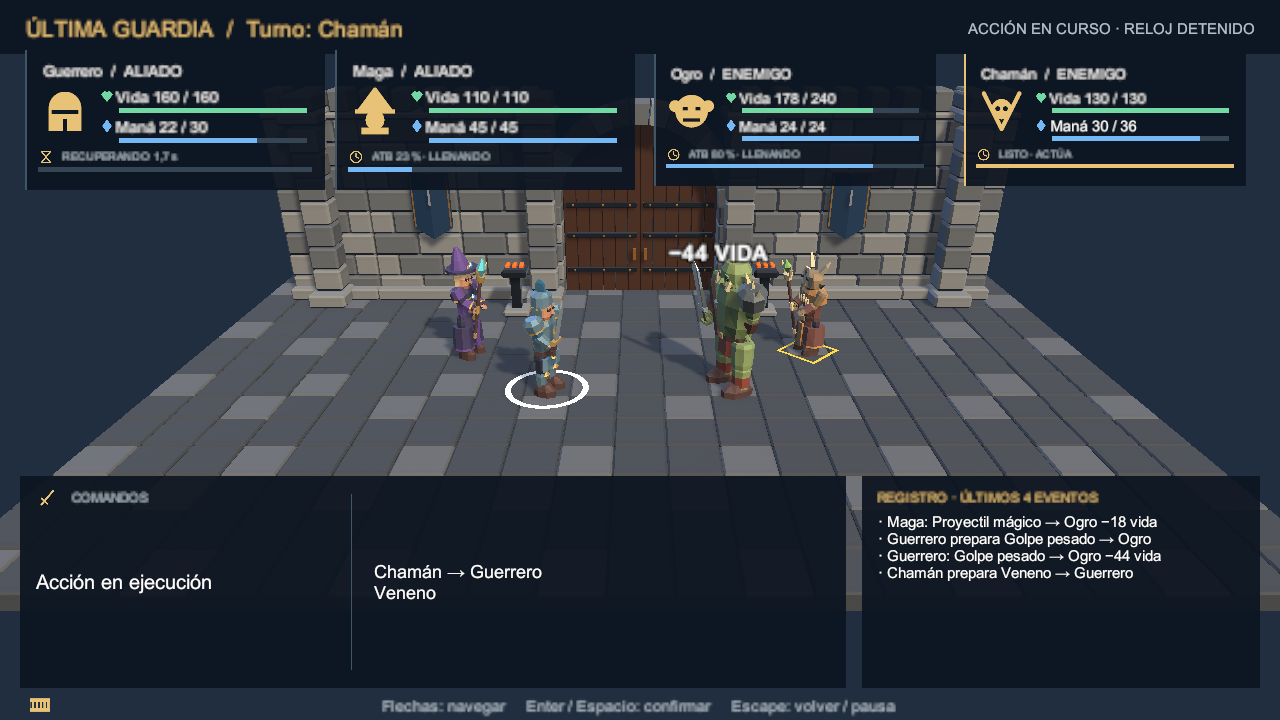 ÚLTIMA GUARDIA / Turno: Chamán
ACCIÓN EN CURSO · RELOJ DETENIDO
Guerrero / ALIADO
Vida 160 / 160
Maná 22 / 30
RECUPERANDO 1,7 s
Maga / ALIADO
Vida 110 / 110
Maná 45 / 45
ATB 23 % · LLENANDO
Ogro / ENEMIGO
Vida 178 / 240
Maná 24 / 24
ATB 80 % · LLENANDO
Chamán / ENEMIGO
Vida 130 / 130
Maná 30 / 36
LISTO · ACTÚA
−44 VIDA
COMANDOS
Acción en ejecución
Chamán → Guerrero
Veneno
REGISTRO · ÚLTIMOS 4 EVENTOS
· Maga: Proyectil mágico → Ogro −18 vida
· Guerrero prepara Golpe pesado → Ogro
· Guerrero: Golpe pesado → Ogro −44 vida
· Chamán prepara Veneno → Guerrero
Flechas: navegar Enter / Espacio: confirmar Escape: volver / pausa